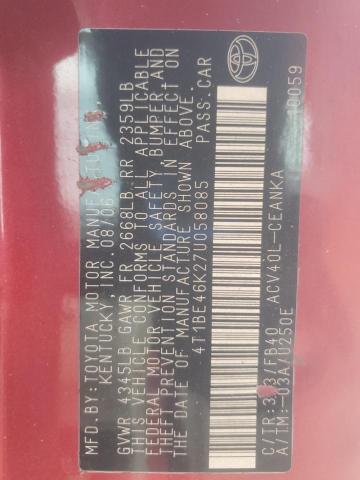 MFD.BY:TOYOTA MOTOR MANUFACTURING
KENTUCKY, INC. 08/06
GVWR 4345LB GAWR FR 2668LB RR 2359LB
THIS VEHICLE CONFORMS TO ALL APPLICABLE
FEDERAL MOTOR VEHICLE SAFETY, BUMPER AND
THEFT PREVENTION STANDARDS IN EFFECT ON
THE DATE OF MANUFACTURE SHOWN ABOVE.
4T1BE46K27U058085 PASS.CAR
C/TR: /FB40 ACV40L-CEANKA
A/TM:-03A/U250E 10059